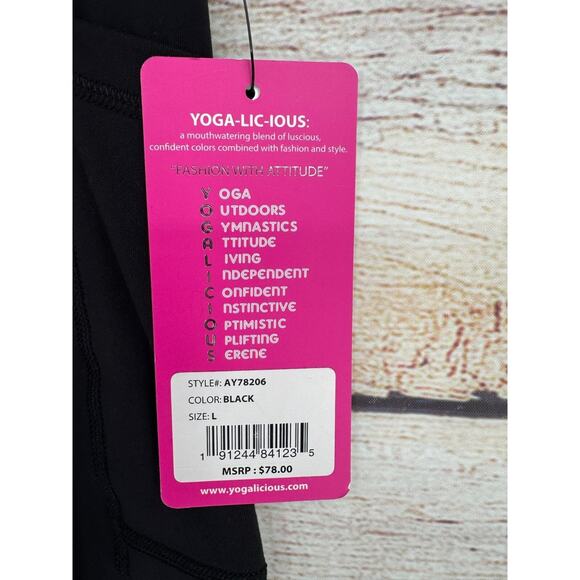 YOGA-LIC-IOUS:
a mouthwatering blend of luscious,
confident colors combined with fashion and style.
"FASHION WITH ATTITUDE"
YOGA
OUTDOORS
GYMNASTICS
ATTITUDE
LIVING
INDEPENDENT
CONFIDENT
INSTINCTIVE
OPTIMISTIC
UPLIFTING
SERENE
STYLE#: AY78206
COLOR: BLACK
SIZE: L
1 91244 84123 5
MSRP : $78.00
www.yogalicious.com